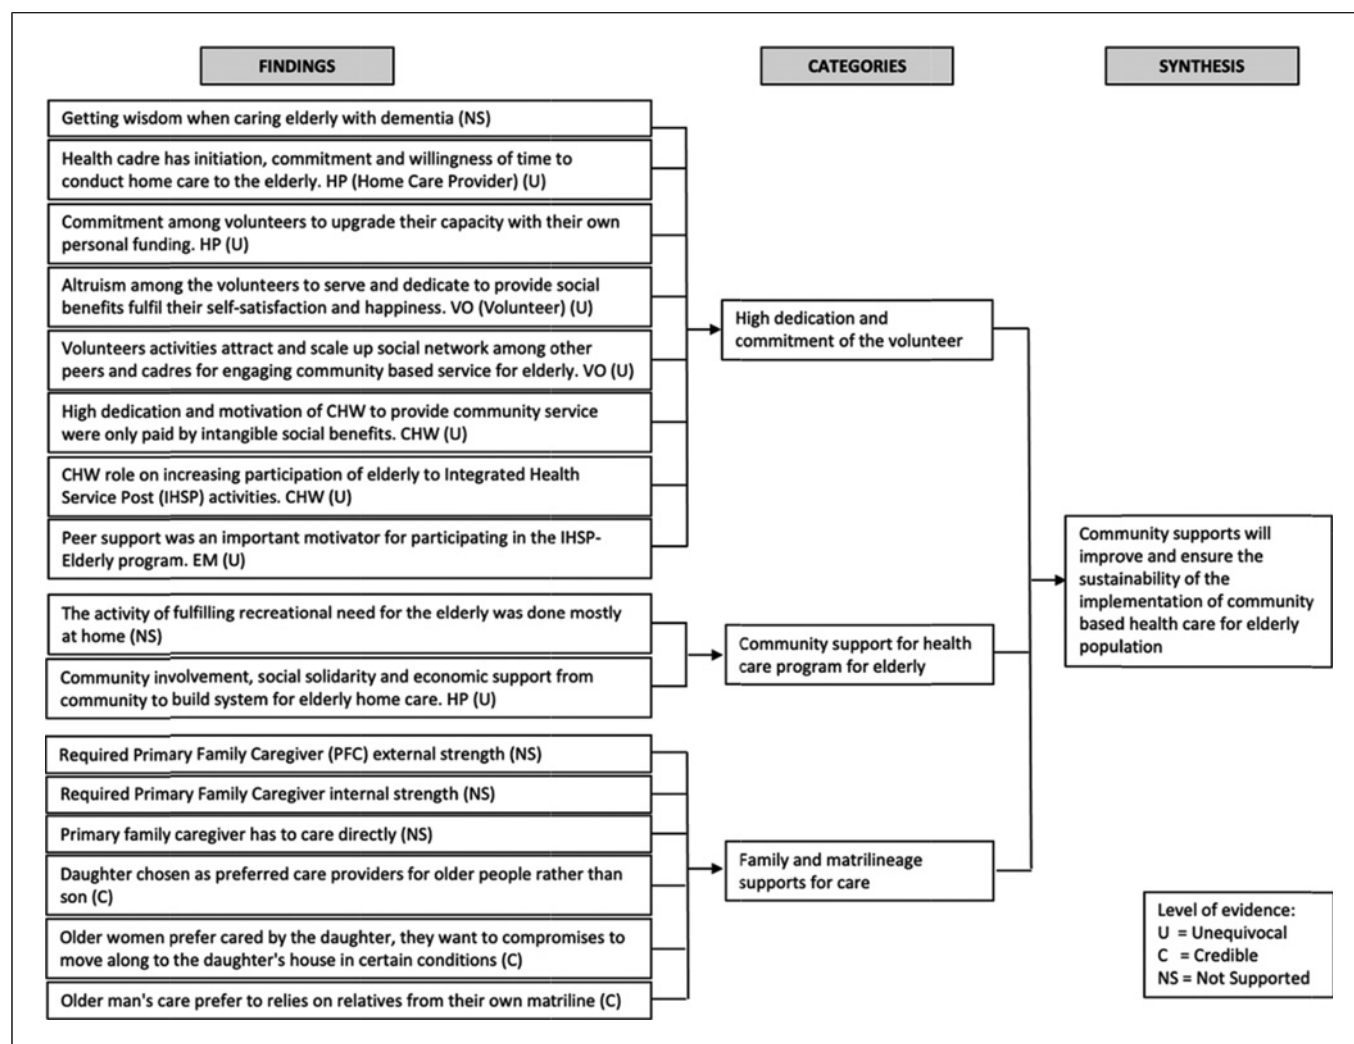 FINDINGS
CATEGORIES
SYNTHESIS
Getting wisdom when caring elderly with dementia (NS)
Health cadre has initiation, commitment and willingness of time to
conduct home care to the elderly. HP (Home Care Provider) (U)
Commitment among volunteers to upgrade their capacity with their own
personal funding. HP (U)
Altruism among the volunteers to serve and dedicate to provide social
benefits fulfil their self-satisfaction and happiness. VO (Volunteer) (U)
Volunteers activities attract and scale up social network among other
peers and cadres for engaging community based service for elderly. VO (U)
High dedication and motivation of CHW to provide community service
were only paid by intangible social benefits. CHW (U)
CHW role on increasing participation of elderly to Integrated Health
Service Post (IHSP) activities. CHW (U)
Peer support was an important motivator for participating in the IHSP-
Elderly program. EM (U)
The activity of fulfilling recreational need for the elderly was done mostly
at home (NS)
Community involvement, social solidarity and economic support from
community to build system for elderly home care. HP (U)
Required Primary Family Caregiver (PFC) external strength (NS)
Required Primary Family Caregiver internal strength (NS)
Primary family caregiver has to care directly (NS)
Daughter chosen as preferred care providers for older people rather than
son (C)
Older women prefer cared by the daughter, they want to compromises to
move along to the daughter's house in certain conditions (C)
Older man's care prefer to relies on relatives from their own matriline (C)
High dedication and
commitment of the volunteer
Community support for health
care program for elderly
Family and matrilineage
supports for care
Community supports will
improve and ensure the
sustainability of the
implementation of community
based health care for elderly
population
Level of evidence:
U = Unequivocal
C = Credible
NS = Not Supported